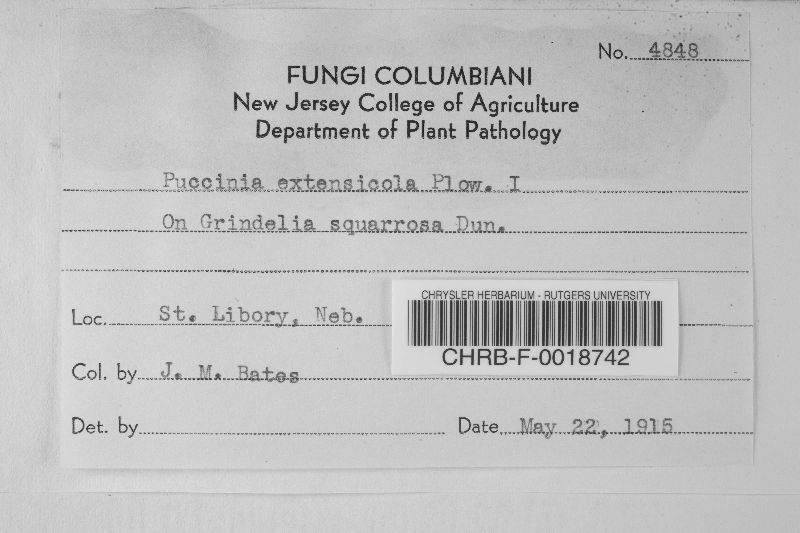 No. 4848
FUNGI COLUMBIANI
New Jersey College of Agriculture
Department of Plant Pathology
Puccinia extensicola Plow. I
On Grindelia squarrosa Dun.
Loc. St. Libory, Neb.
CHRYSLER HERBARIUM - RUTGERS UNIVERSITY
CHRB-F-0018742
Col. by J. M. Bates
Det. by Date May 22, 1915